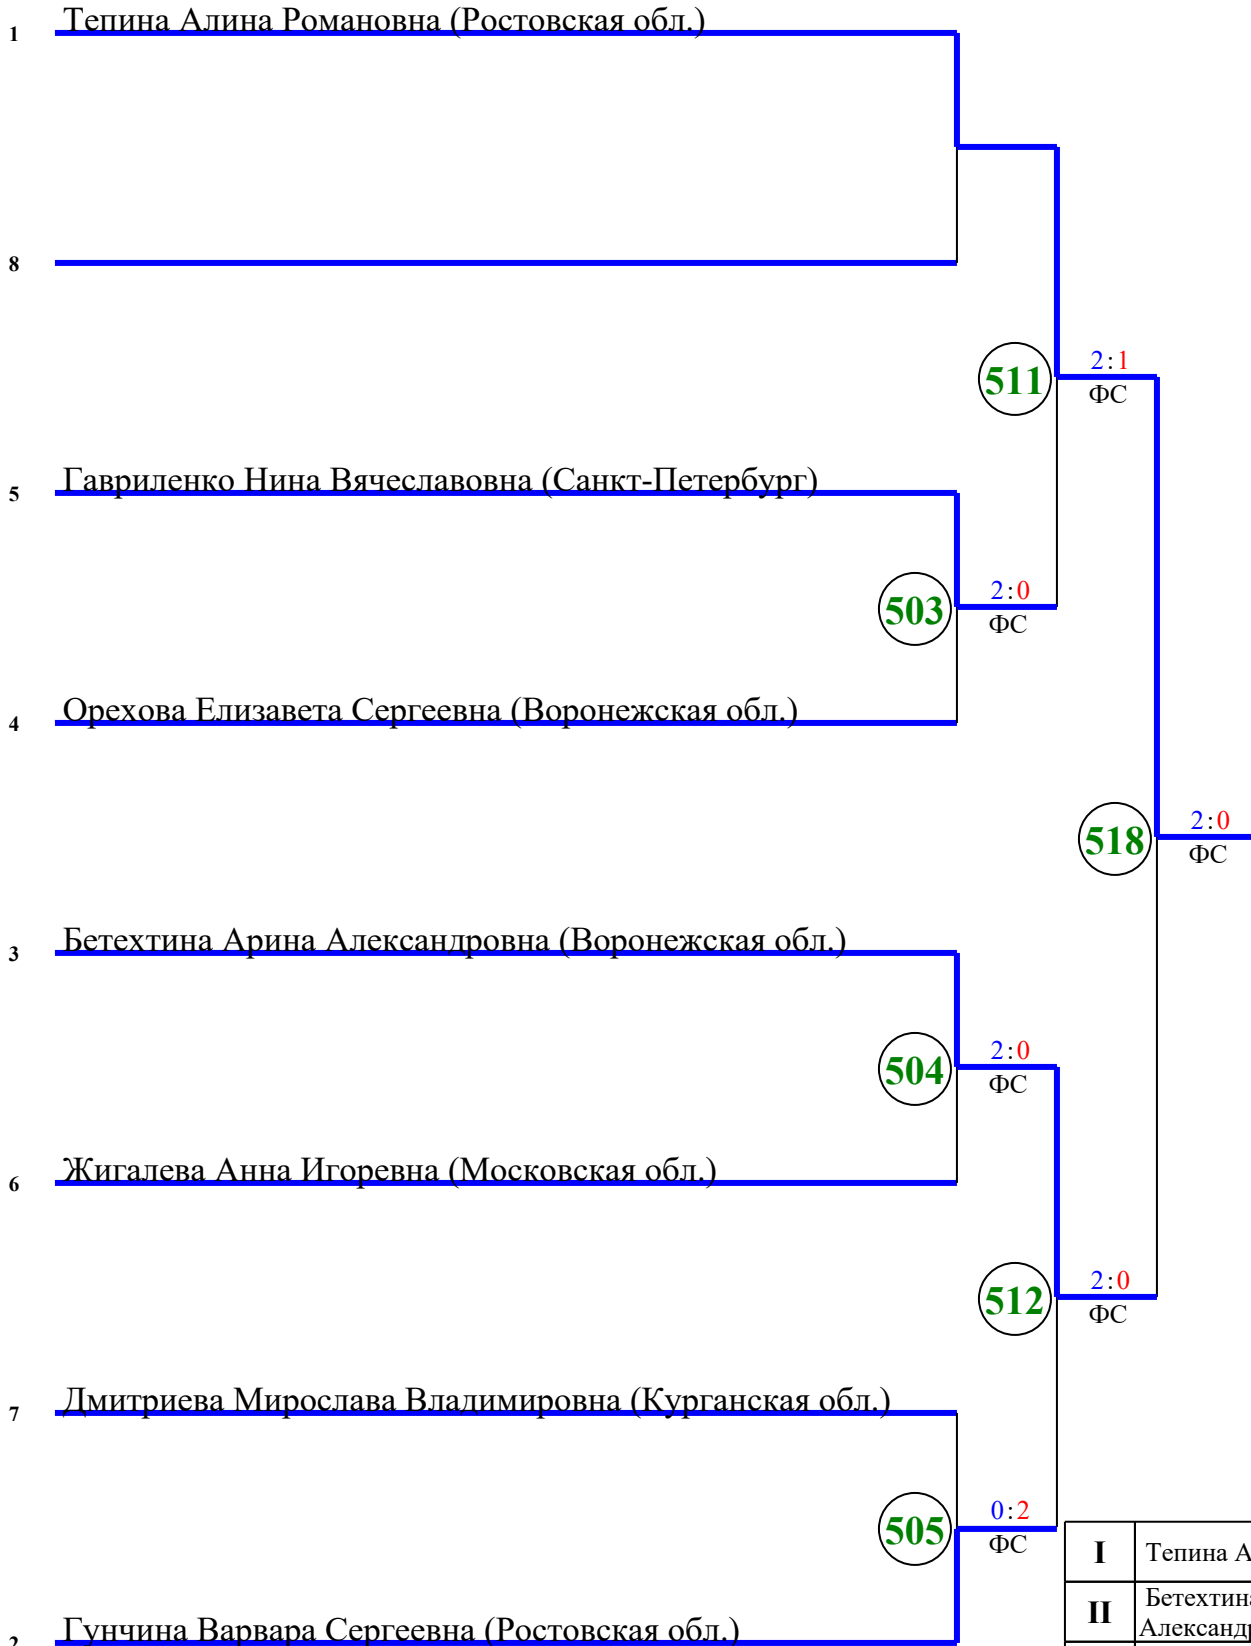 1 Тепина Алина Романовна (Ростовская обл.)
8
511 2:1
ФС
5 Гавриленко Нина Вячеславовна (Санкт-Петербург)
503 2:0
ФС
4 Орехова Елизавета Сергеевна (Воронежская обл.)
518 2:0
ФС
3 Бетехтина Арина Александровна (Воронежская обл.)
504 2:0
ФС
6 Жигалева Анна Игоревна (Московская обл.)
512 2:0
ФС
7 Дмитриева Мирослава Владимировна (Курганская обл.)
505 0:2
ФС
I Тепина А
II Бетехтина
Александр
2 Гунчина Варвара Сергеевна (Ростовская обл.)